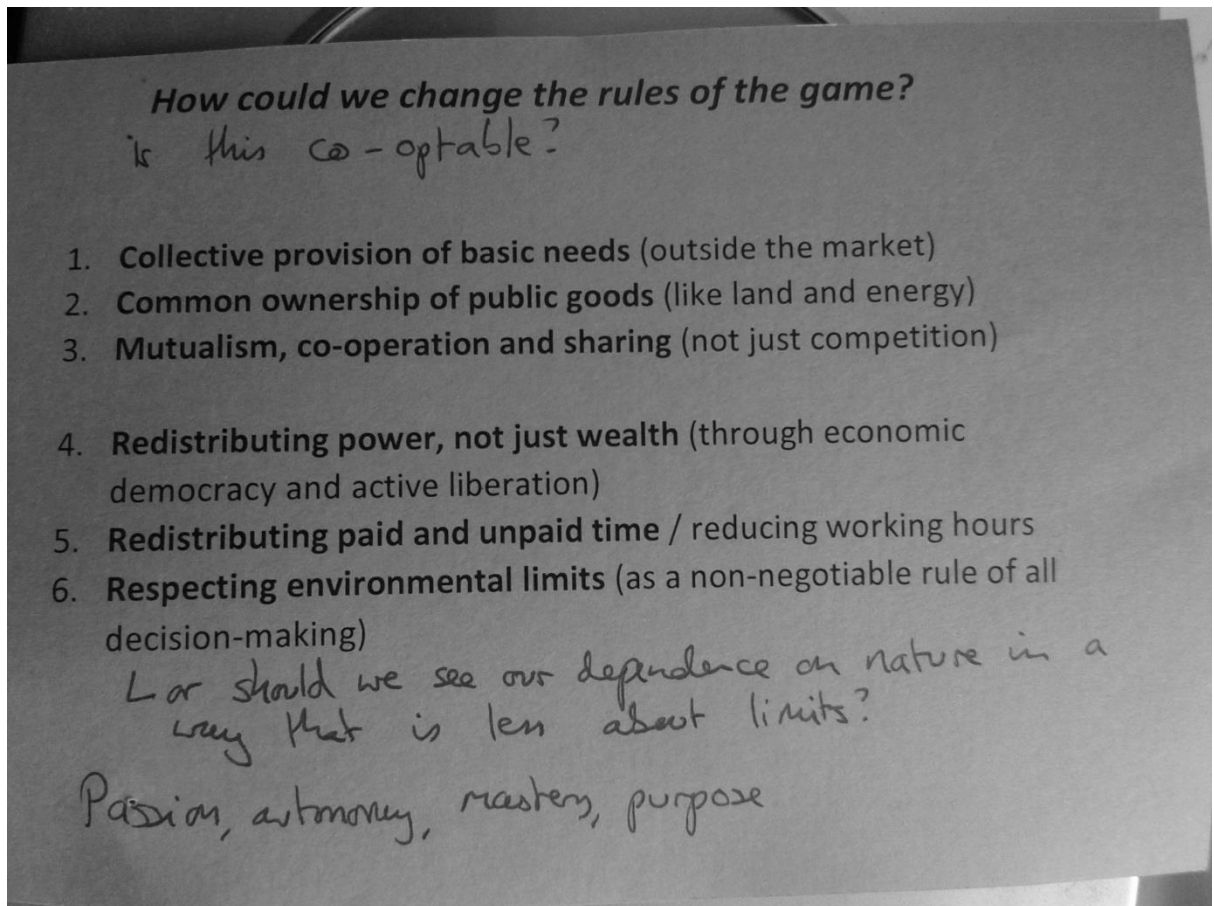 How could we change the rules of the game?
is this co-optable?
1. Collective provision of basic needs (outside the market)
2. Common ownership of public goods (like land and energy)
3. Mutualism, co-operation and sharing (not just competition)
4. Redistributing power, not just wealth (through economic
democracy and active liberation)
5. Redistributing paid and unpaid time / reducing working hours
6. Respecting environmental limits (as a non-negotiable rule of all
decision-making)
L or should we see our dependence on nature in a
way that is less about limits?
Passion, autonomy, mastery, purpose